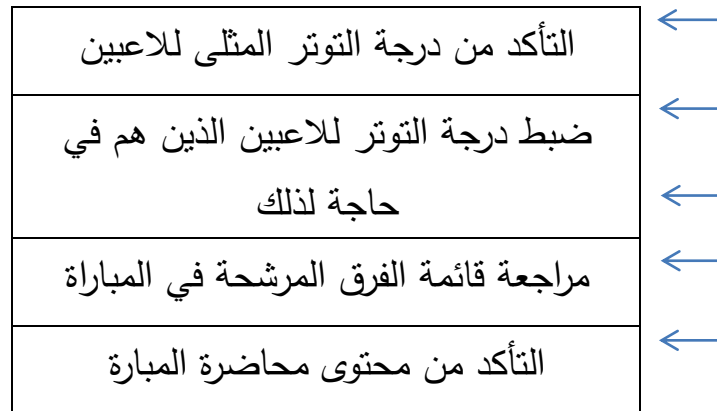 التأكد من درجة التوتر المثلى للاعبين
ضبط درجة التوتر للاعبين الذين هم في
حاجة لذلك
مراجعة قائمة الفرق المرشحة في المباراة
التأكد من محتوى محاضرة المبارة